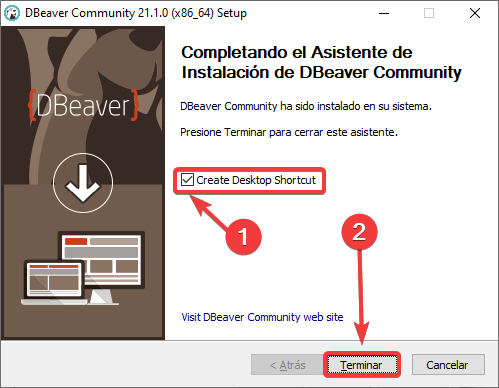 DBeaver Community 21.1.0 (x86_64) Setup
Completando el Asistente de
Instalación de DBeaver Community
{DBeaver}
DBeaver Community ha sido instalado en su sistema.
Presione Terminar para cerrar este asistente.
Create Desktop Shortcut
1
2
Visit DBeaver Community web site
< Atrás
Terminar
Cancelar